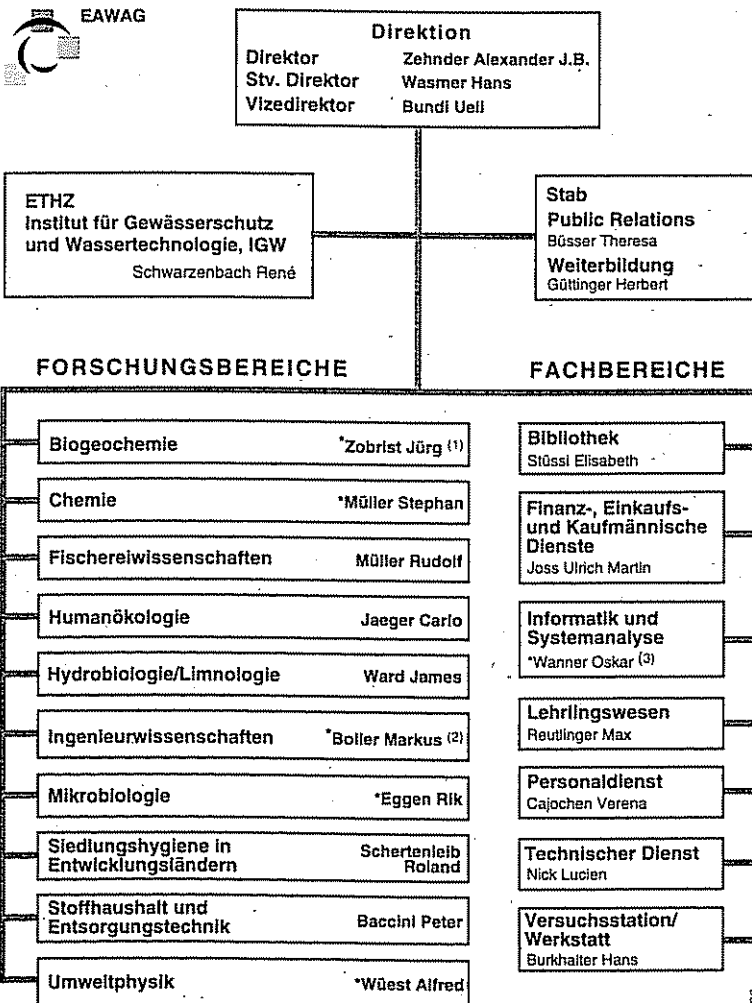 EAWAG
Direktion
Direktor Zehnder Alexander J.B.
Stv. Direktor Wasmer Hans
Vizedirektor Bundi Ueli
ETHZ
Institut für Gewässerschutz
und Wassertechnologie, IGW
Schwarzenbach René
Stab
Public Relations
Büsser Theresa
Weiterbildung
Güttinger Herbert
FORSCHUNGSBEREICHE
Biogeochemie *Zobrist Jürg (1)
Chemie *Müller Stephan
Fischereiwissenschaften Müller Rudolf
Humanökologie Jaeger Carlo
Hydrobiologie/Limnologie Ward James
Ingenieurwissenschaften *Boller Markus (2)
Mikrobiologie *Eggen Rik
Siedlungshygiene in Schertenleib
Entwicklungsländern Roland
Stoffhaushalt und
Entsorgungstechnik Baccini Peter
Umweltphysik *Wüest Alfred
FACHBEREICHE
Bibliothek
Stüssi Elisabeth
Finanz-, Einkaufs-
und Kaufmännische
Dienste
Joss Ulrich Martin
Informatik und
Systemanalyse
*Wanner Oskar (3)
Lehrlingswesen
Reutlinger Max
Personaldienst
Cajochen Verena
Technischer Dienst
Nick Lucien
Versuchsstation/
Werkstatt
Burkhalter Hans